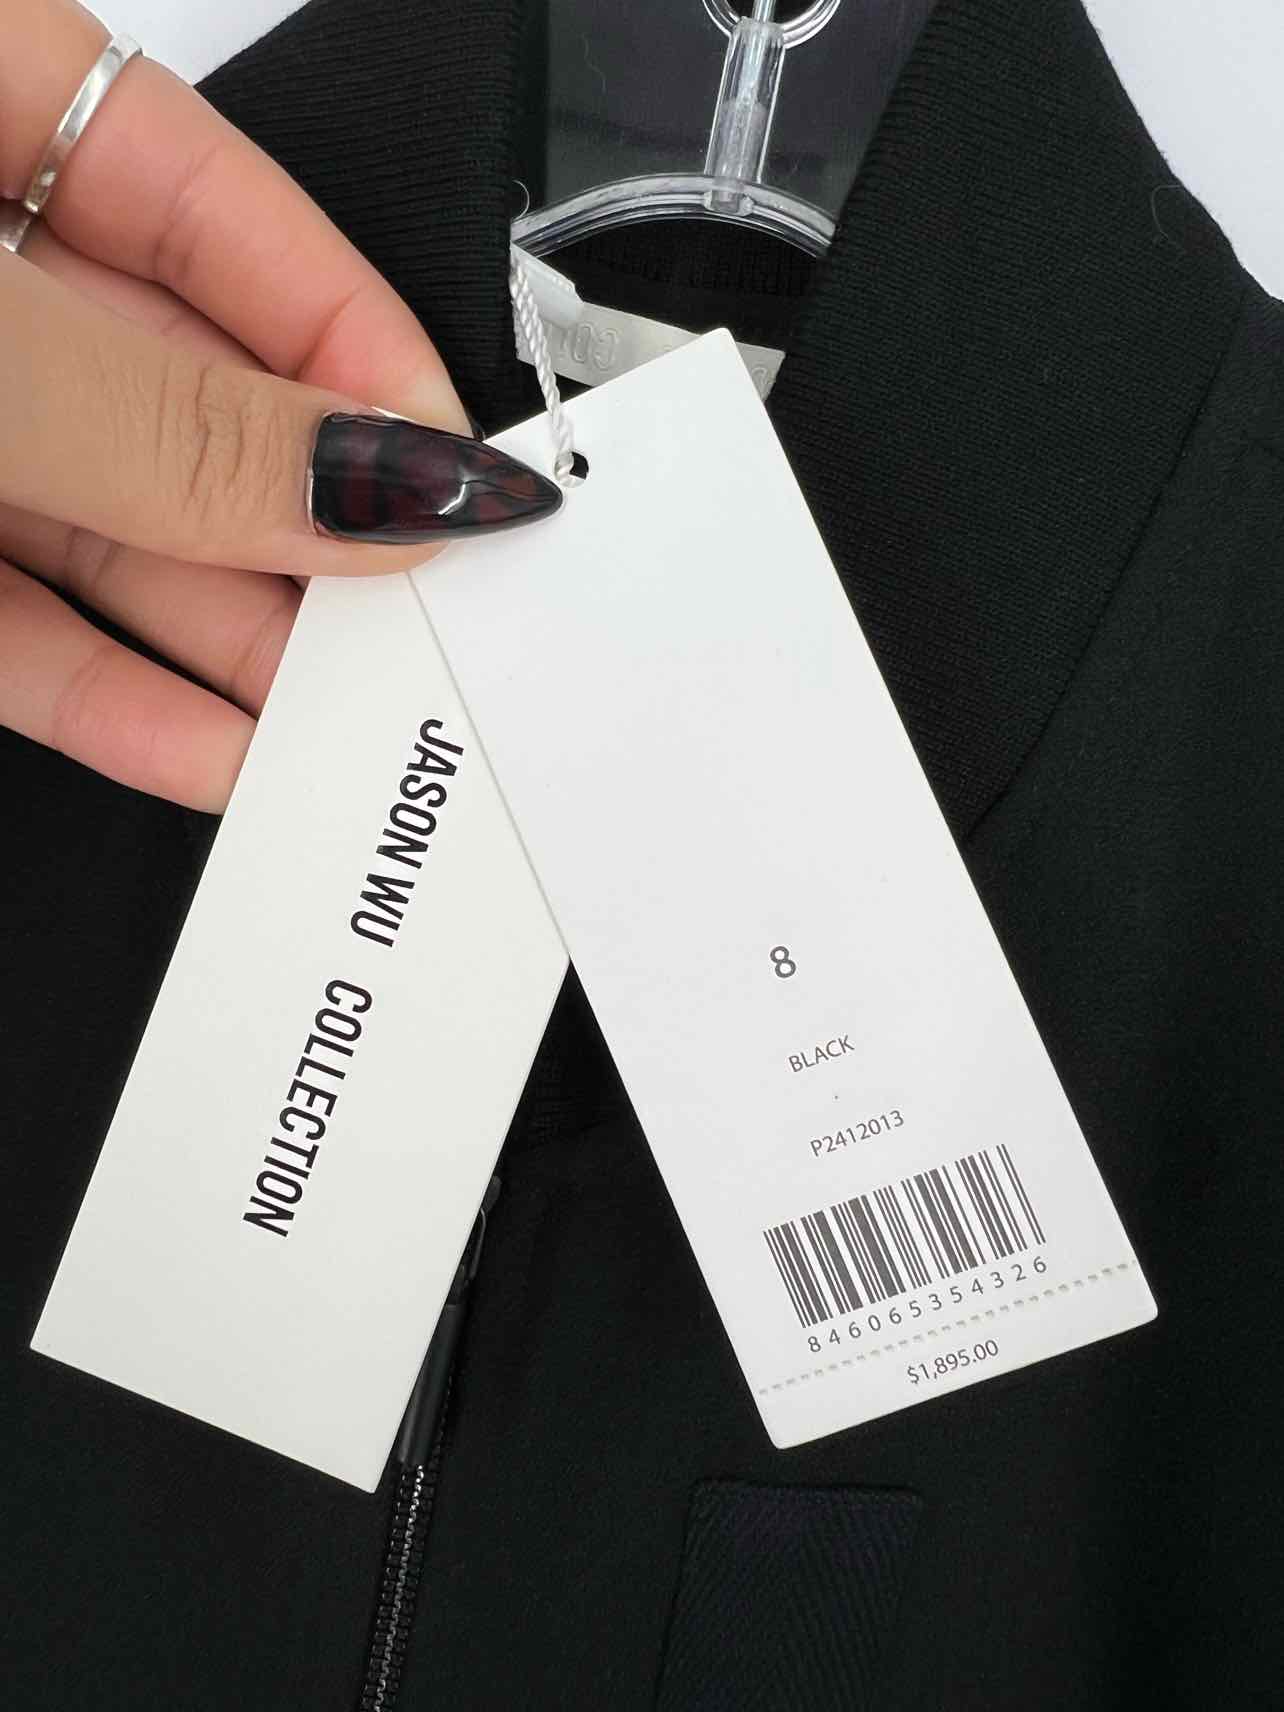 JASON WU COLLECTION
8
BLACK
P2412013
846065354326
$1,895.00